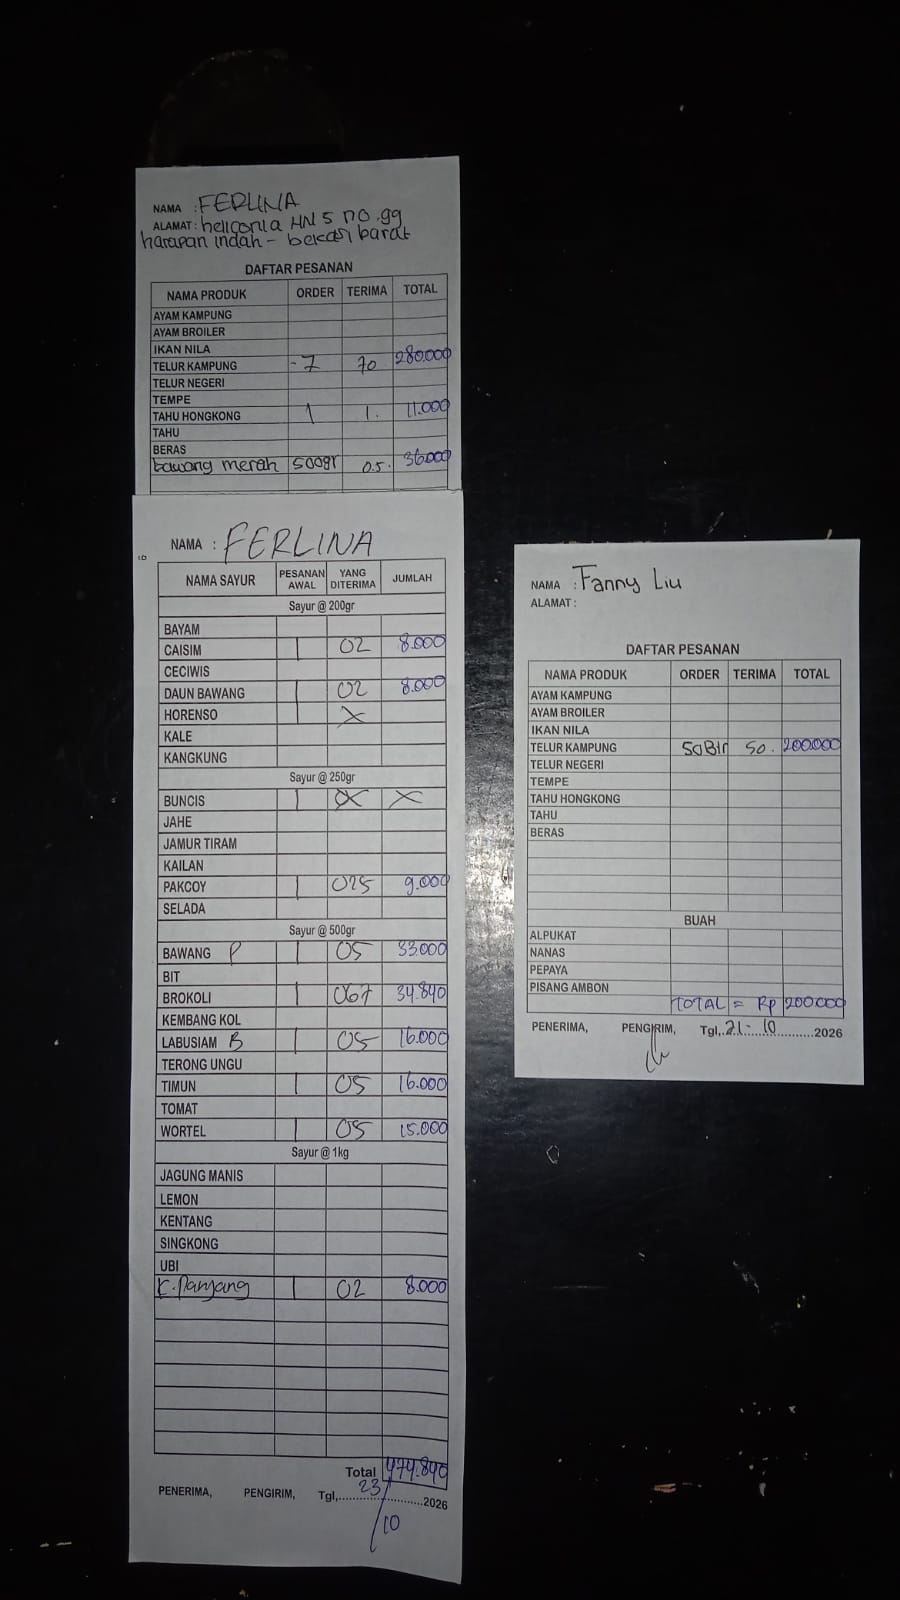 NAMA : FERLINA
ALAMAT : heliconia HN 5 no.99
harapan indah - bekasi barat
DAFTAR PESANAN
NAMA PRODUK ORDER TERIMA TOTAL
AYAM KAMPUNG
AYAM BROILER
IKAN NILA
TELUR KAMPUNG - 7 70 280.000
TELUR NEGERI
TEMPE
TAHU HONGKONG 1 1. 11.000
TAHU
BERAS
bawang merah 500gr 0.5. 36.000
NAMA : FERLINA
NAMA SAYUR PESANAN AWAL YANG DITERIMA JUMLAH
Sayur @ 200gr
BAYAM
CAISIM 1 02 8.000
CECIWIS
DAUN BAWANG 1 02 8.000
HORENSO 1 X
KALE
KANGKUNG
Sayur @ 250gr
BUNCIS 1 X X
JAHE
JAMUR TIRAM
KAILAN
PAKCOY 1 025 9.000
SELADA
Sayur @ 500gr
BAWANG P 1 05 33.000
BIT
BROKOLI 1 067 34.840
KEMBANG KOL
LABUSIAM B 1 05 16.000
TERONG UNGU
TIMUN 1 05 16.000
TOMAT
WORTEL 1 05 15.000
Sayur @ 1kg
JAGUNG MANIS
LEMON
KENTANG
SINGKONG
UBI
K. Panjang 1 02 8.000
Total 474.840
PENERIMA, PENGIRIM, Tgl,....23/10....2026
NAMA : Fanny Liu
ALAMAT :
DAFTAR PESANAN
NAMA PRODUK ORDER TERIMA TOTAL
AYAM KAMPUNG
AYAM BROILER
IKAN NILA
TELUR KAMPUNG 50Btr 50. 200.000
TELUR NEGERI
TEMPE
TAHU HONGKONG
TAHU
BERAS
BUAH
ALPUKAT
NANAS
PEPAYA
PISANG AMBON
TOTAL = Rp 200.000
PENERIMA, PENGIRIM, Tgl,.21-10...........2026